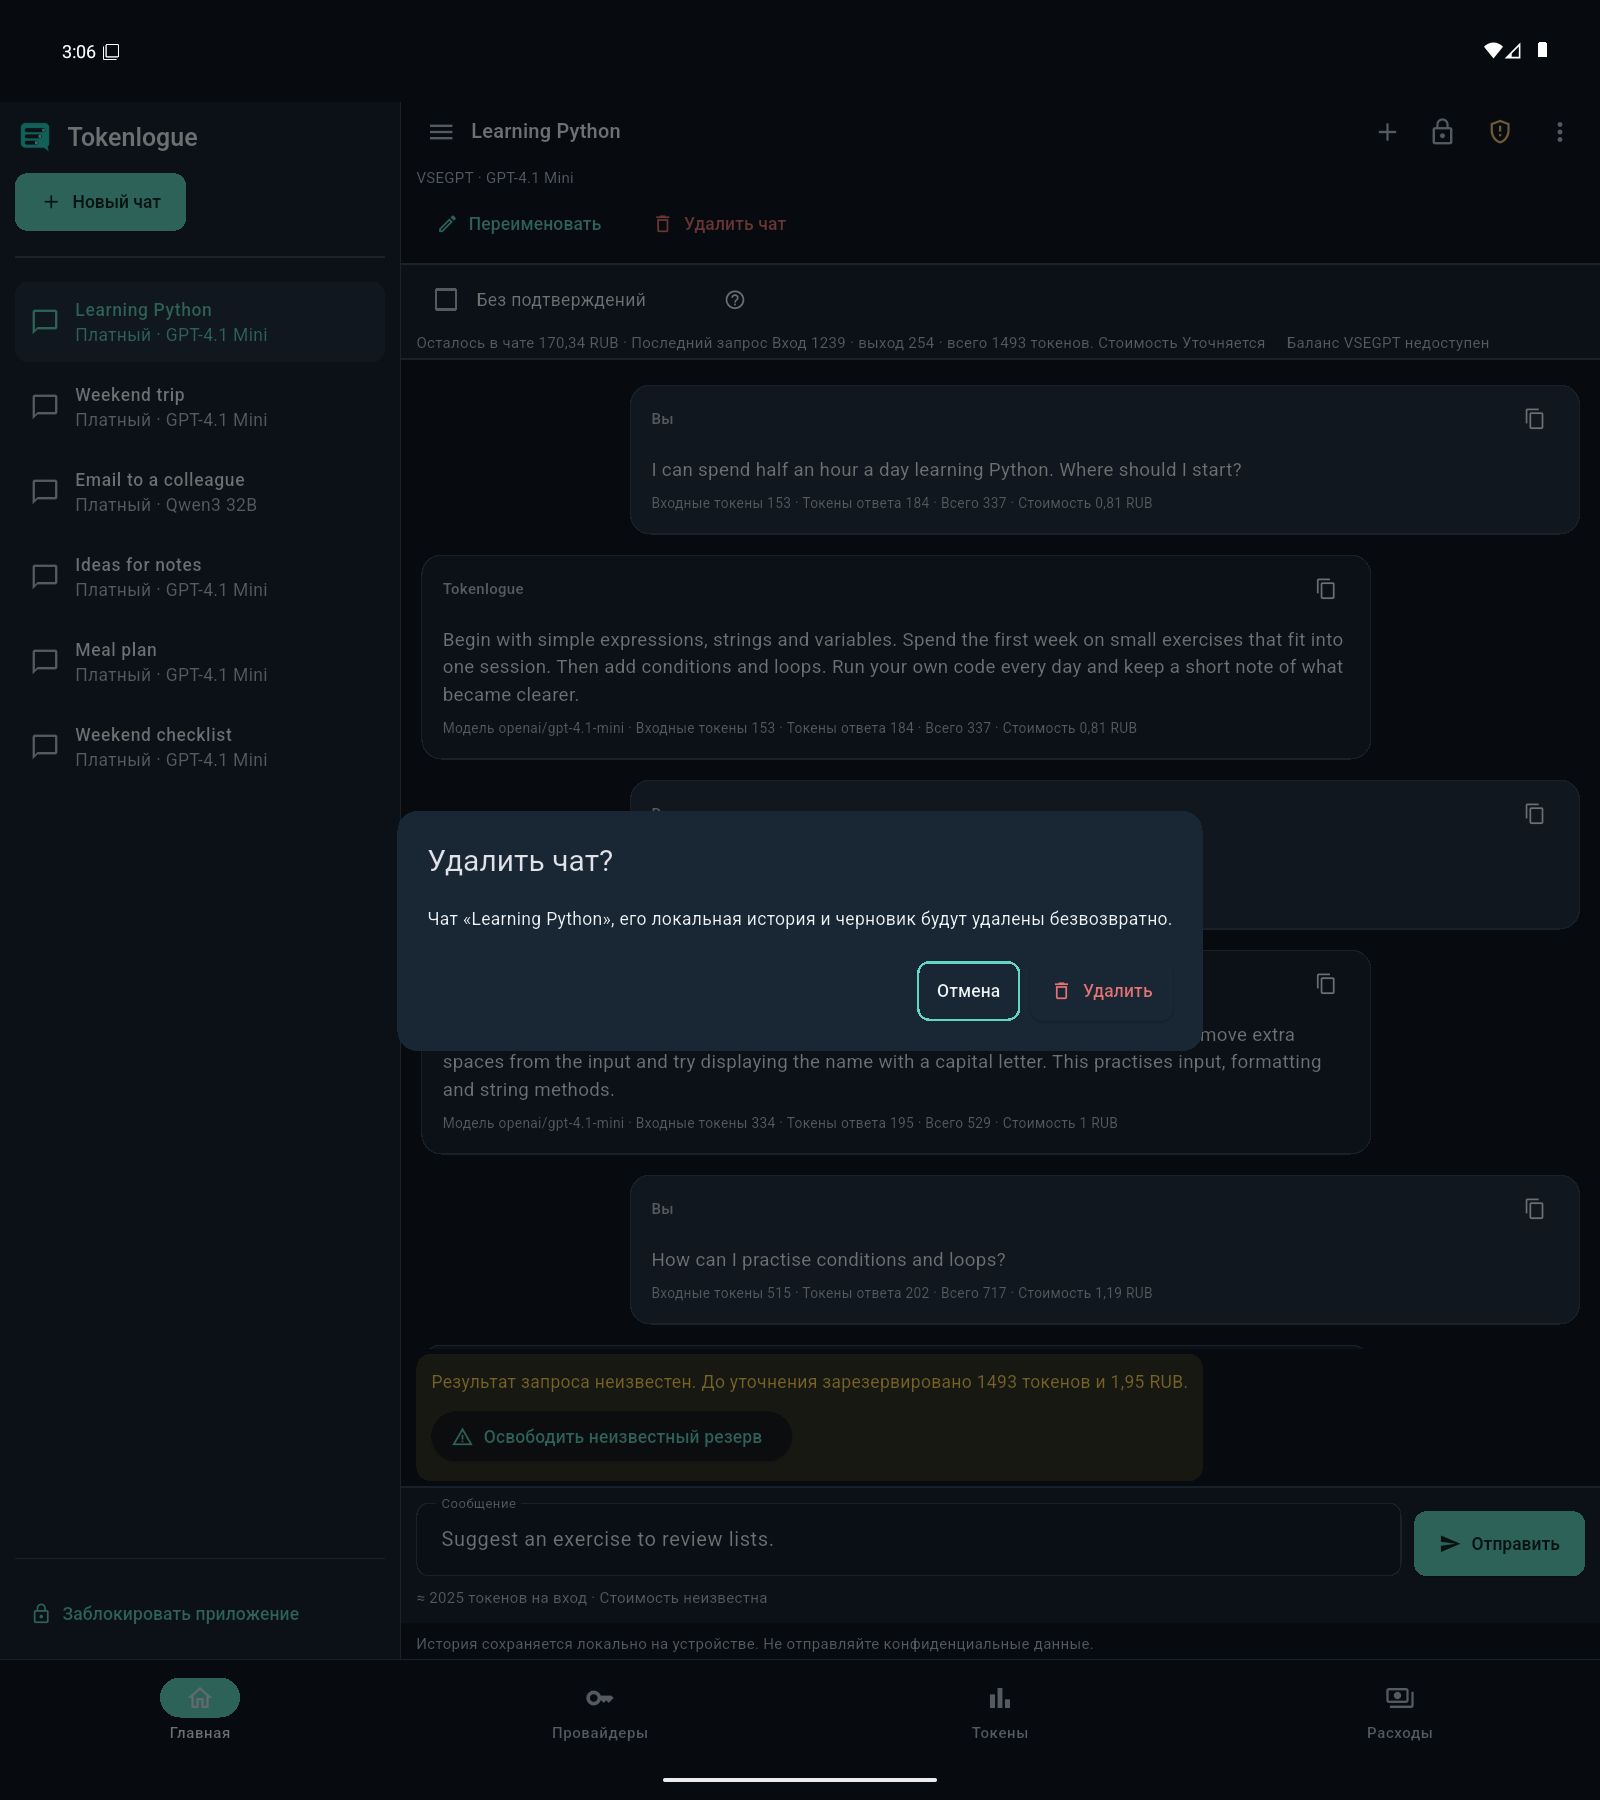 3:06
Tokenlogue
Новый чат
Learning Python
Платный · GPT-4.1 Mini
Weekend trip
Платный · GPT-4.1 Mini
Email to a colleague
Платный · Qwen3 32B
Ideas for notes
Платный · GPT-4.1 Mini
Meal plan
Платный · GPT-4.1 Mini
Weekend checklist
Платный · GPT-4.1 Mini
Заблокировать приложение
Learning Python
VSEGPT · GPT-4.1 Mini
Переименовать
Удалить чат
Без подтверждений
Осталось в чате 170,34 RUB · Последний запрос Вход 1239 · выход 254 · всего 1493 токенов. Стоимость Уточняется Баланс VSEGPT недоступен
Вы
I can spend half an hour a day learning Python. Where should I start?
Входные токены 153 · Токены ответа 184 · Всего 337 · Стоимость 0,81 RUB
Tokenlogue
Begin with simple expressions, strings and variables. Spend the first week on small exercises that fit into
one session. Then add conditions and loops. Run your own code every day and keep a short note of what
became clearer.
Модель openai/gpt-4.1-mini · Входные токены 153 · Токены ответа 184 · Всего 337 · Стоимость 0,81 RUB
Удалить чат?
Чат «Learning Python», его локальная история и черновик будут удалены безвозвратно.
Отмена
Удалить
move extra
spaces from the input and try displaying the name with a capital letter. This practises input, formatting
and string methods.
Модель openai/gpt-4.1-mini · Входные токены 334 · Токены ответа 195 · Всего 529 · Стоимость 1 RUB
Вы
How can I practise conditions and loops?
Входные токены 515 · Токены ответа 202 · Всего 717 · Стоимость 1,19 RUB
Результат запроса неизвестен. До уточнения зарезервировано 1493 токенов и 1,95 RUB.
Освободить неизвестный резерв
Сообщение
Suggest an exercise to review lists.
Отправить
≈ 2025 токенов на вход · Стоимость неизвестна
История сохраняется локально на устройстве. Не отправляйте конфиденциальные данные.
Главная
Провайдеры
Токены
Расходы